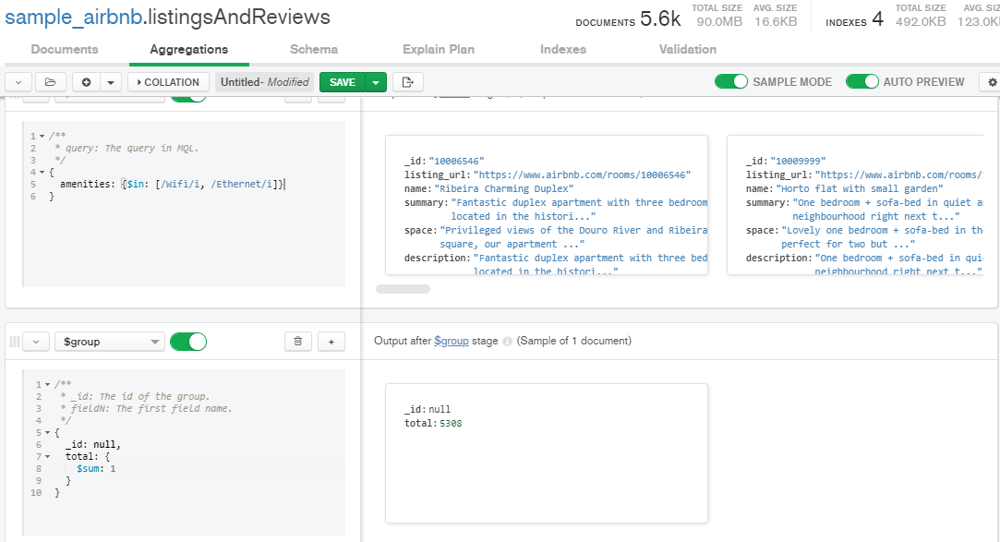 sample_airbnb.listingsAndReviews
DOCUMENTS 5.6k TOTAL SIZE 90.0MB AVG. SIZE 16.6KB INDEXES 4 TOTAL SIZE 492.0KB AVG. SIZ 123.0K
Documents Aggregations Schema Explain Plan Indexes Validation
COLLATION Untitled- Modified SAVE SAMPLE MODE AUTO PREVIEW
1 /**
2 * query: The query in MQL.
3 */
4 {
5 amenities: {$in: [/Wifi/i, /Ethernet/i]}
6 }
_id: "10006546"
listing_url: "https://www.airbnb.com/rooms/10006546"
name: "Ribeira Charming Duplex"
summary: "Fantastic duplex apartment with three bedroom
located in the histori..."
space: "Privileged views of the Douro River and Ribeira
square, our apartment ..."
description: "Fantastic duplex apartment with three bed
located in the histori..."
_id: "10009999"
listing_url: "https://www.airbnb.com/rooms/
name: "Horto flat with small garden"
summary: "One bedroom + sofa-bed in quiet a
neighbourhood right next t..."
space: "Lovely one bedroom + sofa-bed in th
perfect for two but ..."
description: "One bedroom + sofa-bed in qui
neighbourhood right next t..."
$group
Output after $group stage (Sample of 1 document)
1 /**
2 * _id: The id of the group.
3 * fieldN: The first field name.
4 */
5 {
6 _id: null,
7 total: {
8 $sum: 1
9 }
10 }
_id: null
total: 5308